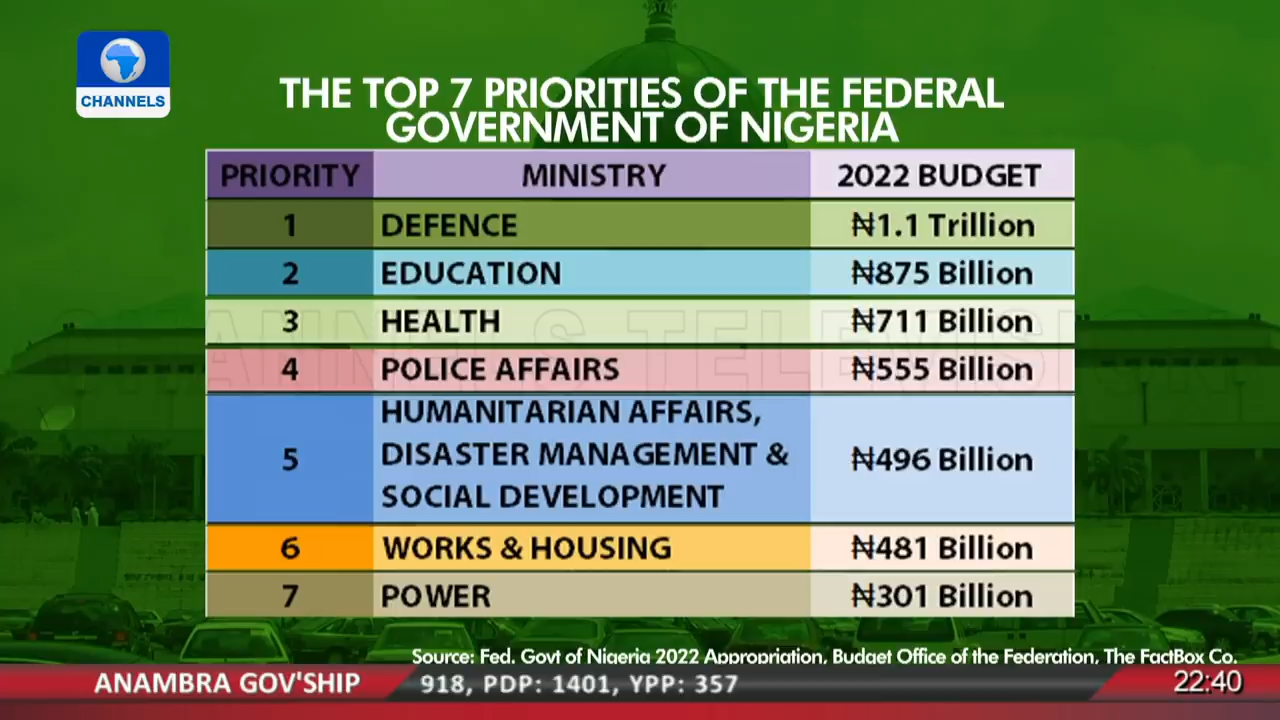 CHANNELS
THE TOP 7 PRIORITIES OF THE FEDERAL
GOVERNMENT OF NIGERIA
PRIORITY MINISTRY 2022 BUDGET
1 DEFENCE ₦1.1 Trillion
2 EDUCATION ₦875 Billion
3 HEALTH ₦711 Billion
4 POLICE AFFAIRS ₦555 Billion
HUMANITARIAN AFFAIRS,
5 DISASTER MANAGEMENT & ₦496 Billion
SOCIAL DEVELOPMENT
6 WORKS & HOUSING ₦481 Billion
7 POWER ₦301 Billion
CHANNELS TELEVISION
Source: Fed. Govt of Nigeria 2022 Appropriation, Budget Office of the Federation, The FactBox Co.
ANAMBRA GOV'SHIP 918, PDP: 1401, YPP: 357 22:40